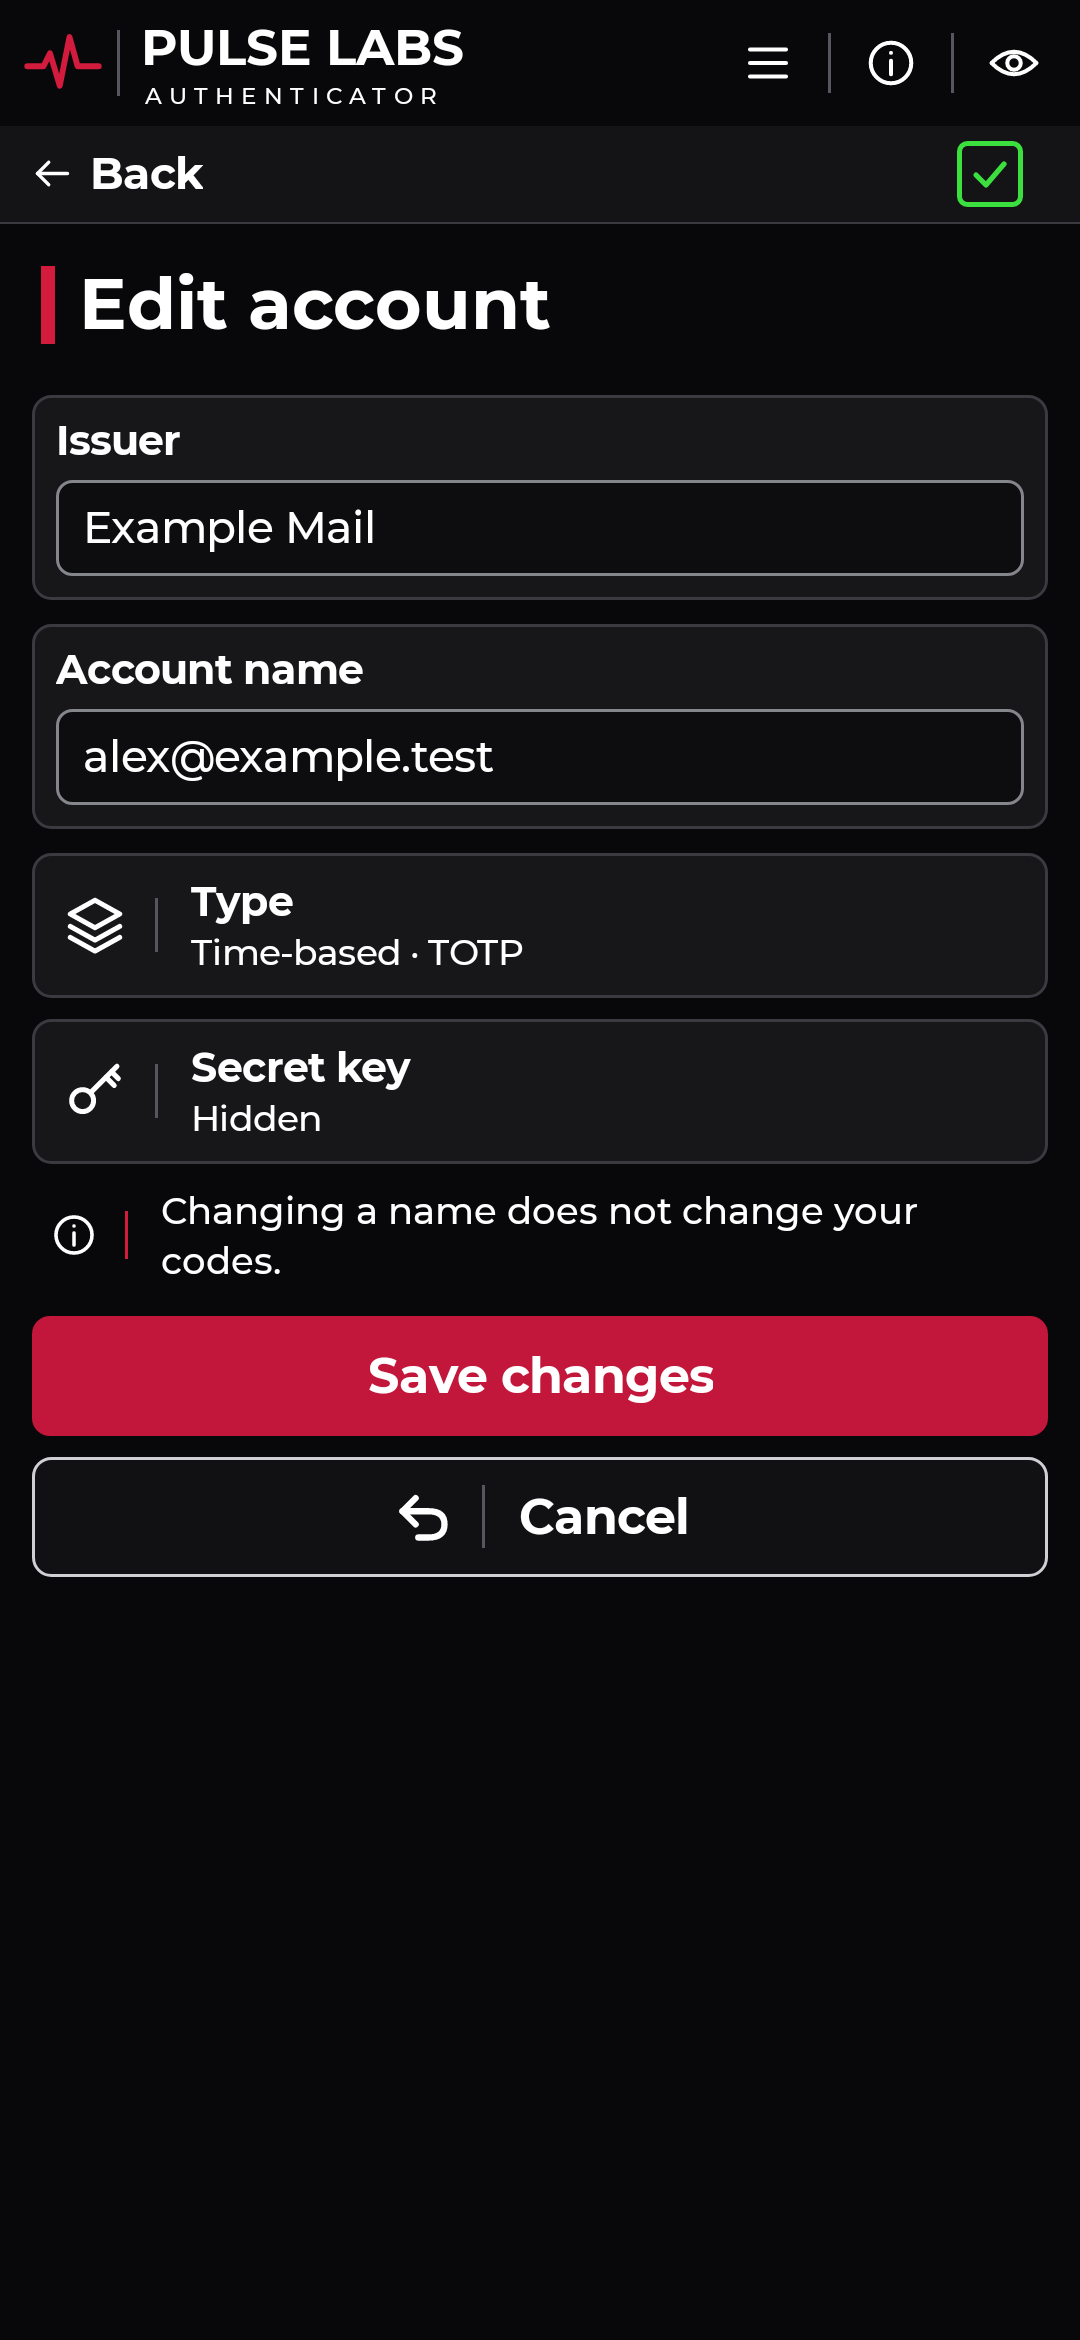 PULSE LABS
AUTHENTICATOR
Back
Edit account
Issuer
Example Mail
Account name
alex@example.test
Type
Time-based · TOTP
Secret key
Hidden
Changing a name does not change your
codes.
Save changes
Cancel